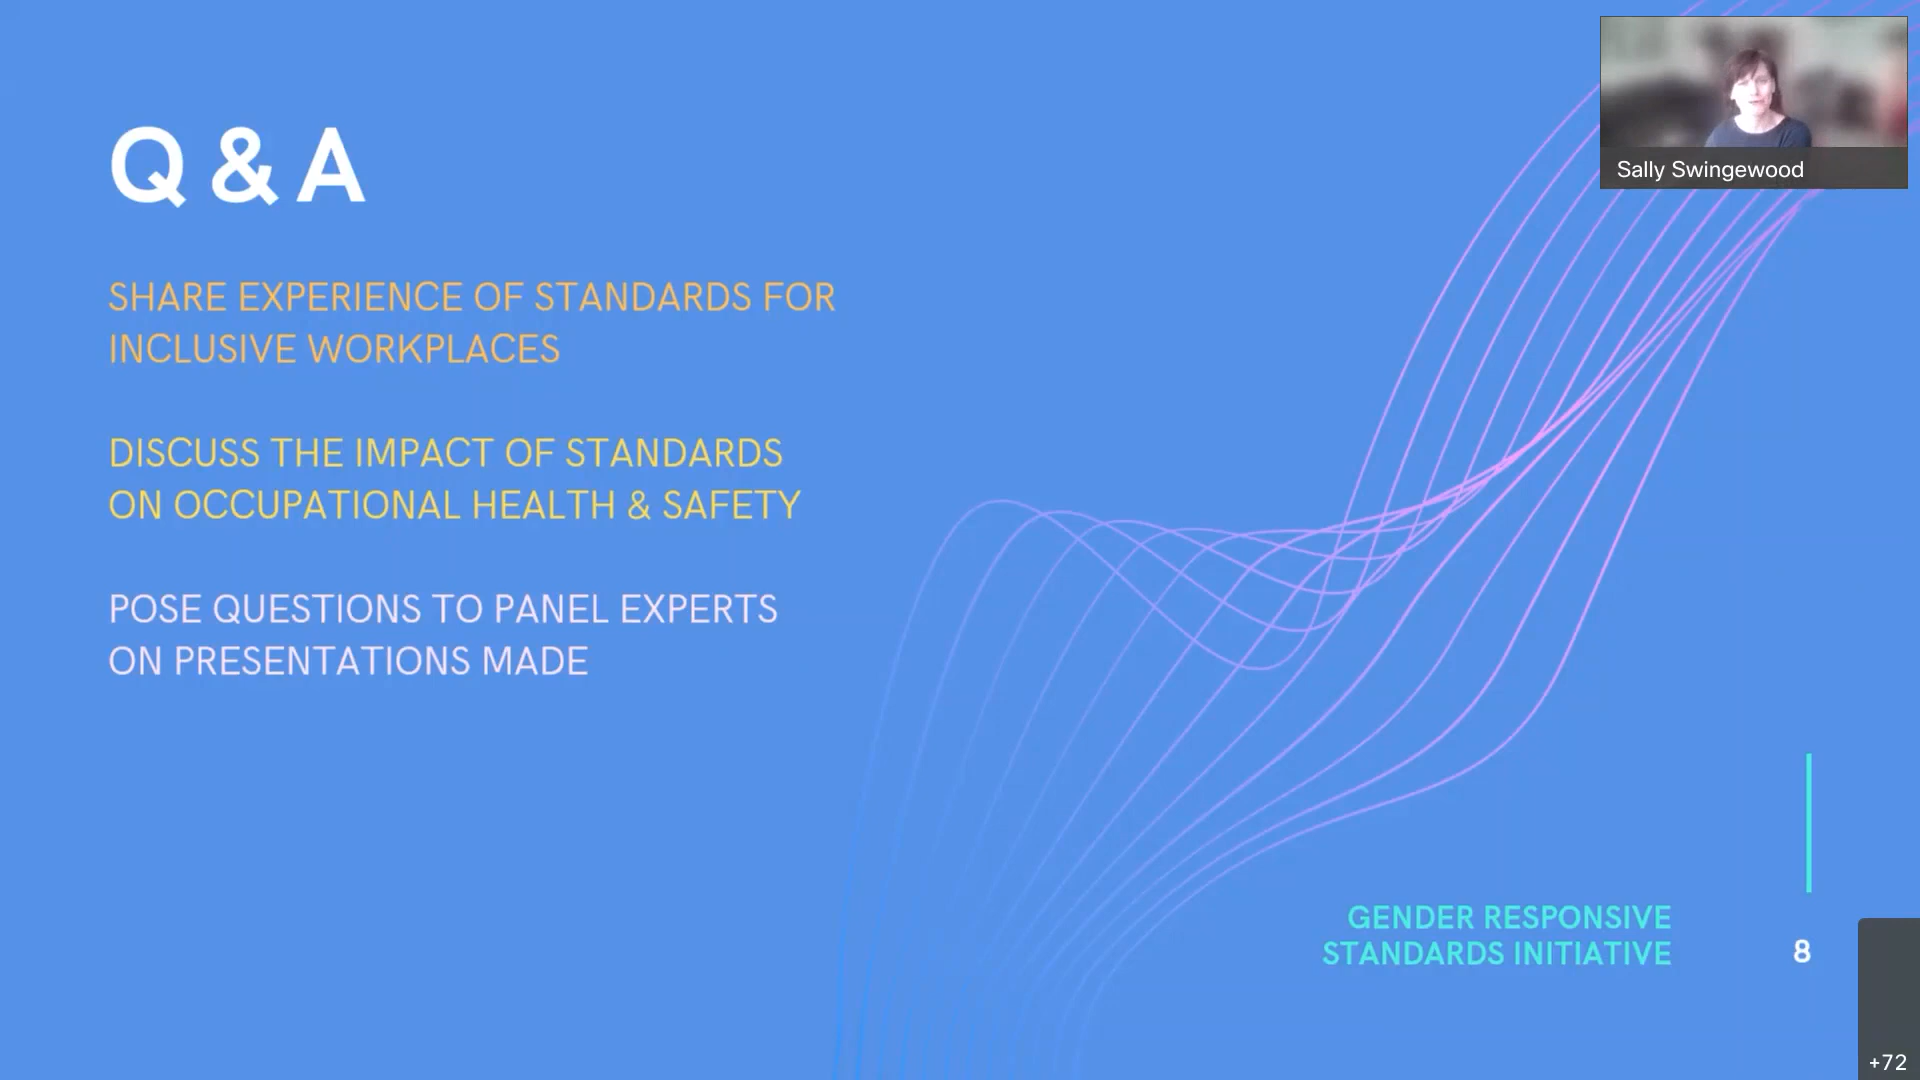 Sally Swingewood
Q & A
SHARE EXPERIENCE OF STANDARDS FOR
INCLUSIVE WORKPLACES
DISCUSS THE IMPACT OF STANDARDS
ON OCCUPATIONAL HEALTH & SAFETY
POSE QUESTIONS TO PANEL EXPERTS
ON PRESENTATIONS MADE
GENDER RESPONSIVE
STANDARDS INITIATIVE
8
+72